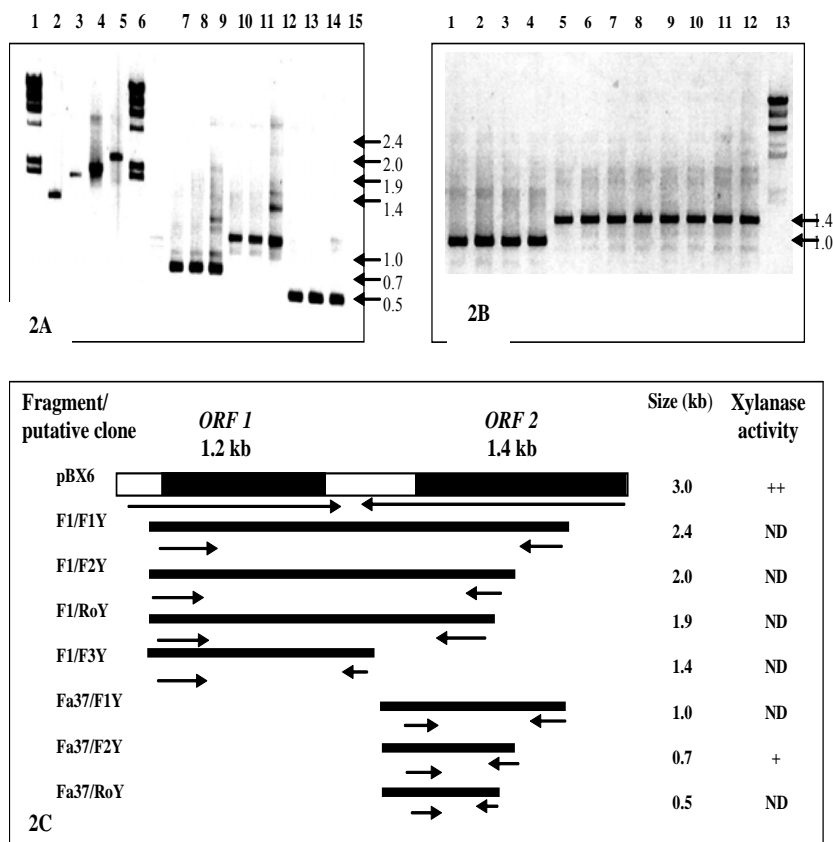 1 2 3 4 5 6 7 8 9 10 11 12 13 14 15
2.4
2.0
1.9
1.4
1.0
0.7
0.5
2A
1 2 3 4 5 6 7 8 9 10 11 12 13
1.4
1.0
2B
Fragment/ putative clone
ORF 1 1.2 kb
ORF 2 1.4 kb
Size (kb)
Xylanase activity
pBX6 3.0 ++
F1/F1Y 2.4 ND
F1/F2Y 2.0 ND
F1/RoY 1.9 ND
F1/F3Y 1.4 ND
Fa37/F1Y 1.0 ND
Fa37/F2Y 0.7 +
Fa37/RoY 0.5 ND
2C